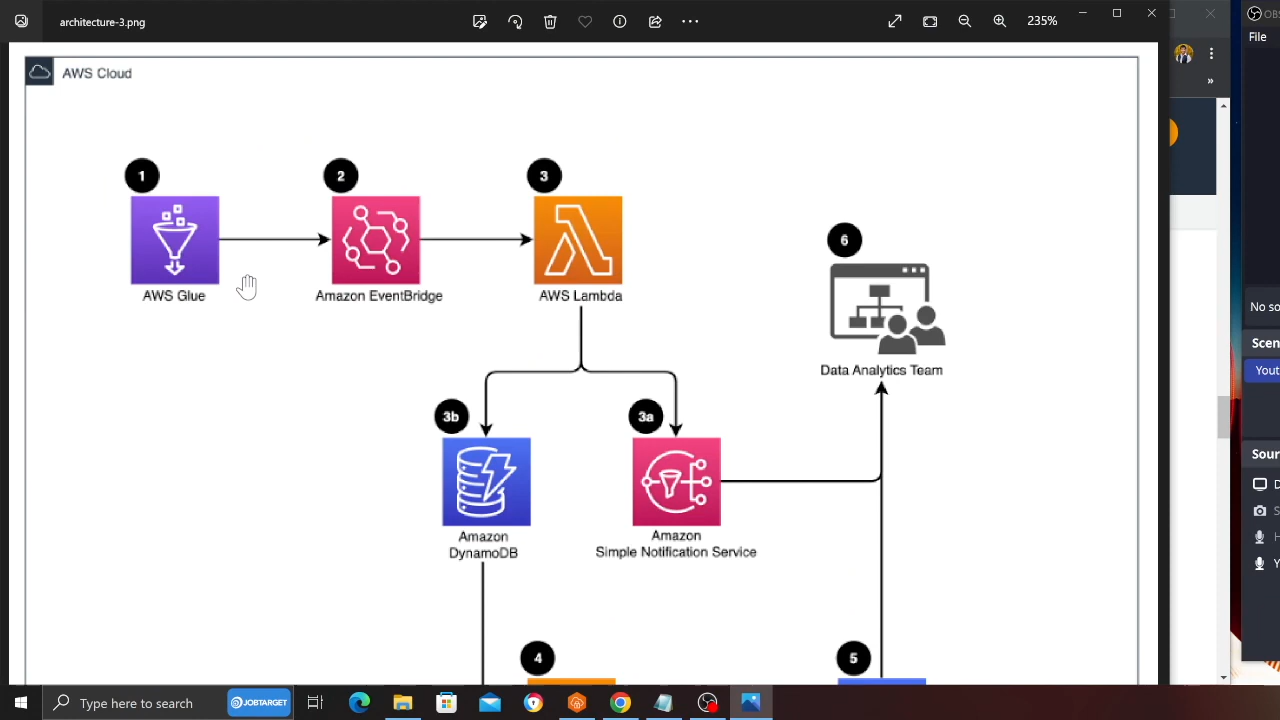 architecture-3.png
235%
OBS
File
AWS Cloud
1
2
3
AWS Glue
Amazon EventBridge
AWS Lambda
6
Data Analytics Team
3b
3a
Amazon
DynamoDB
Amazon
Simple Notification Service
4
5
No so
Scen
Yout
Sour
D
S
H
Y
Type here to search
JOBTARGET